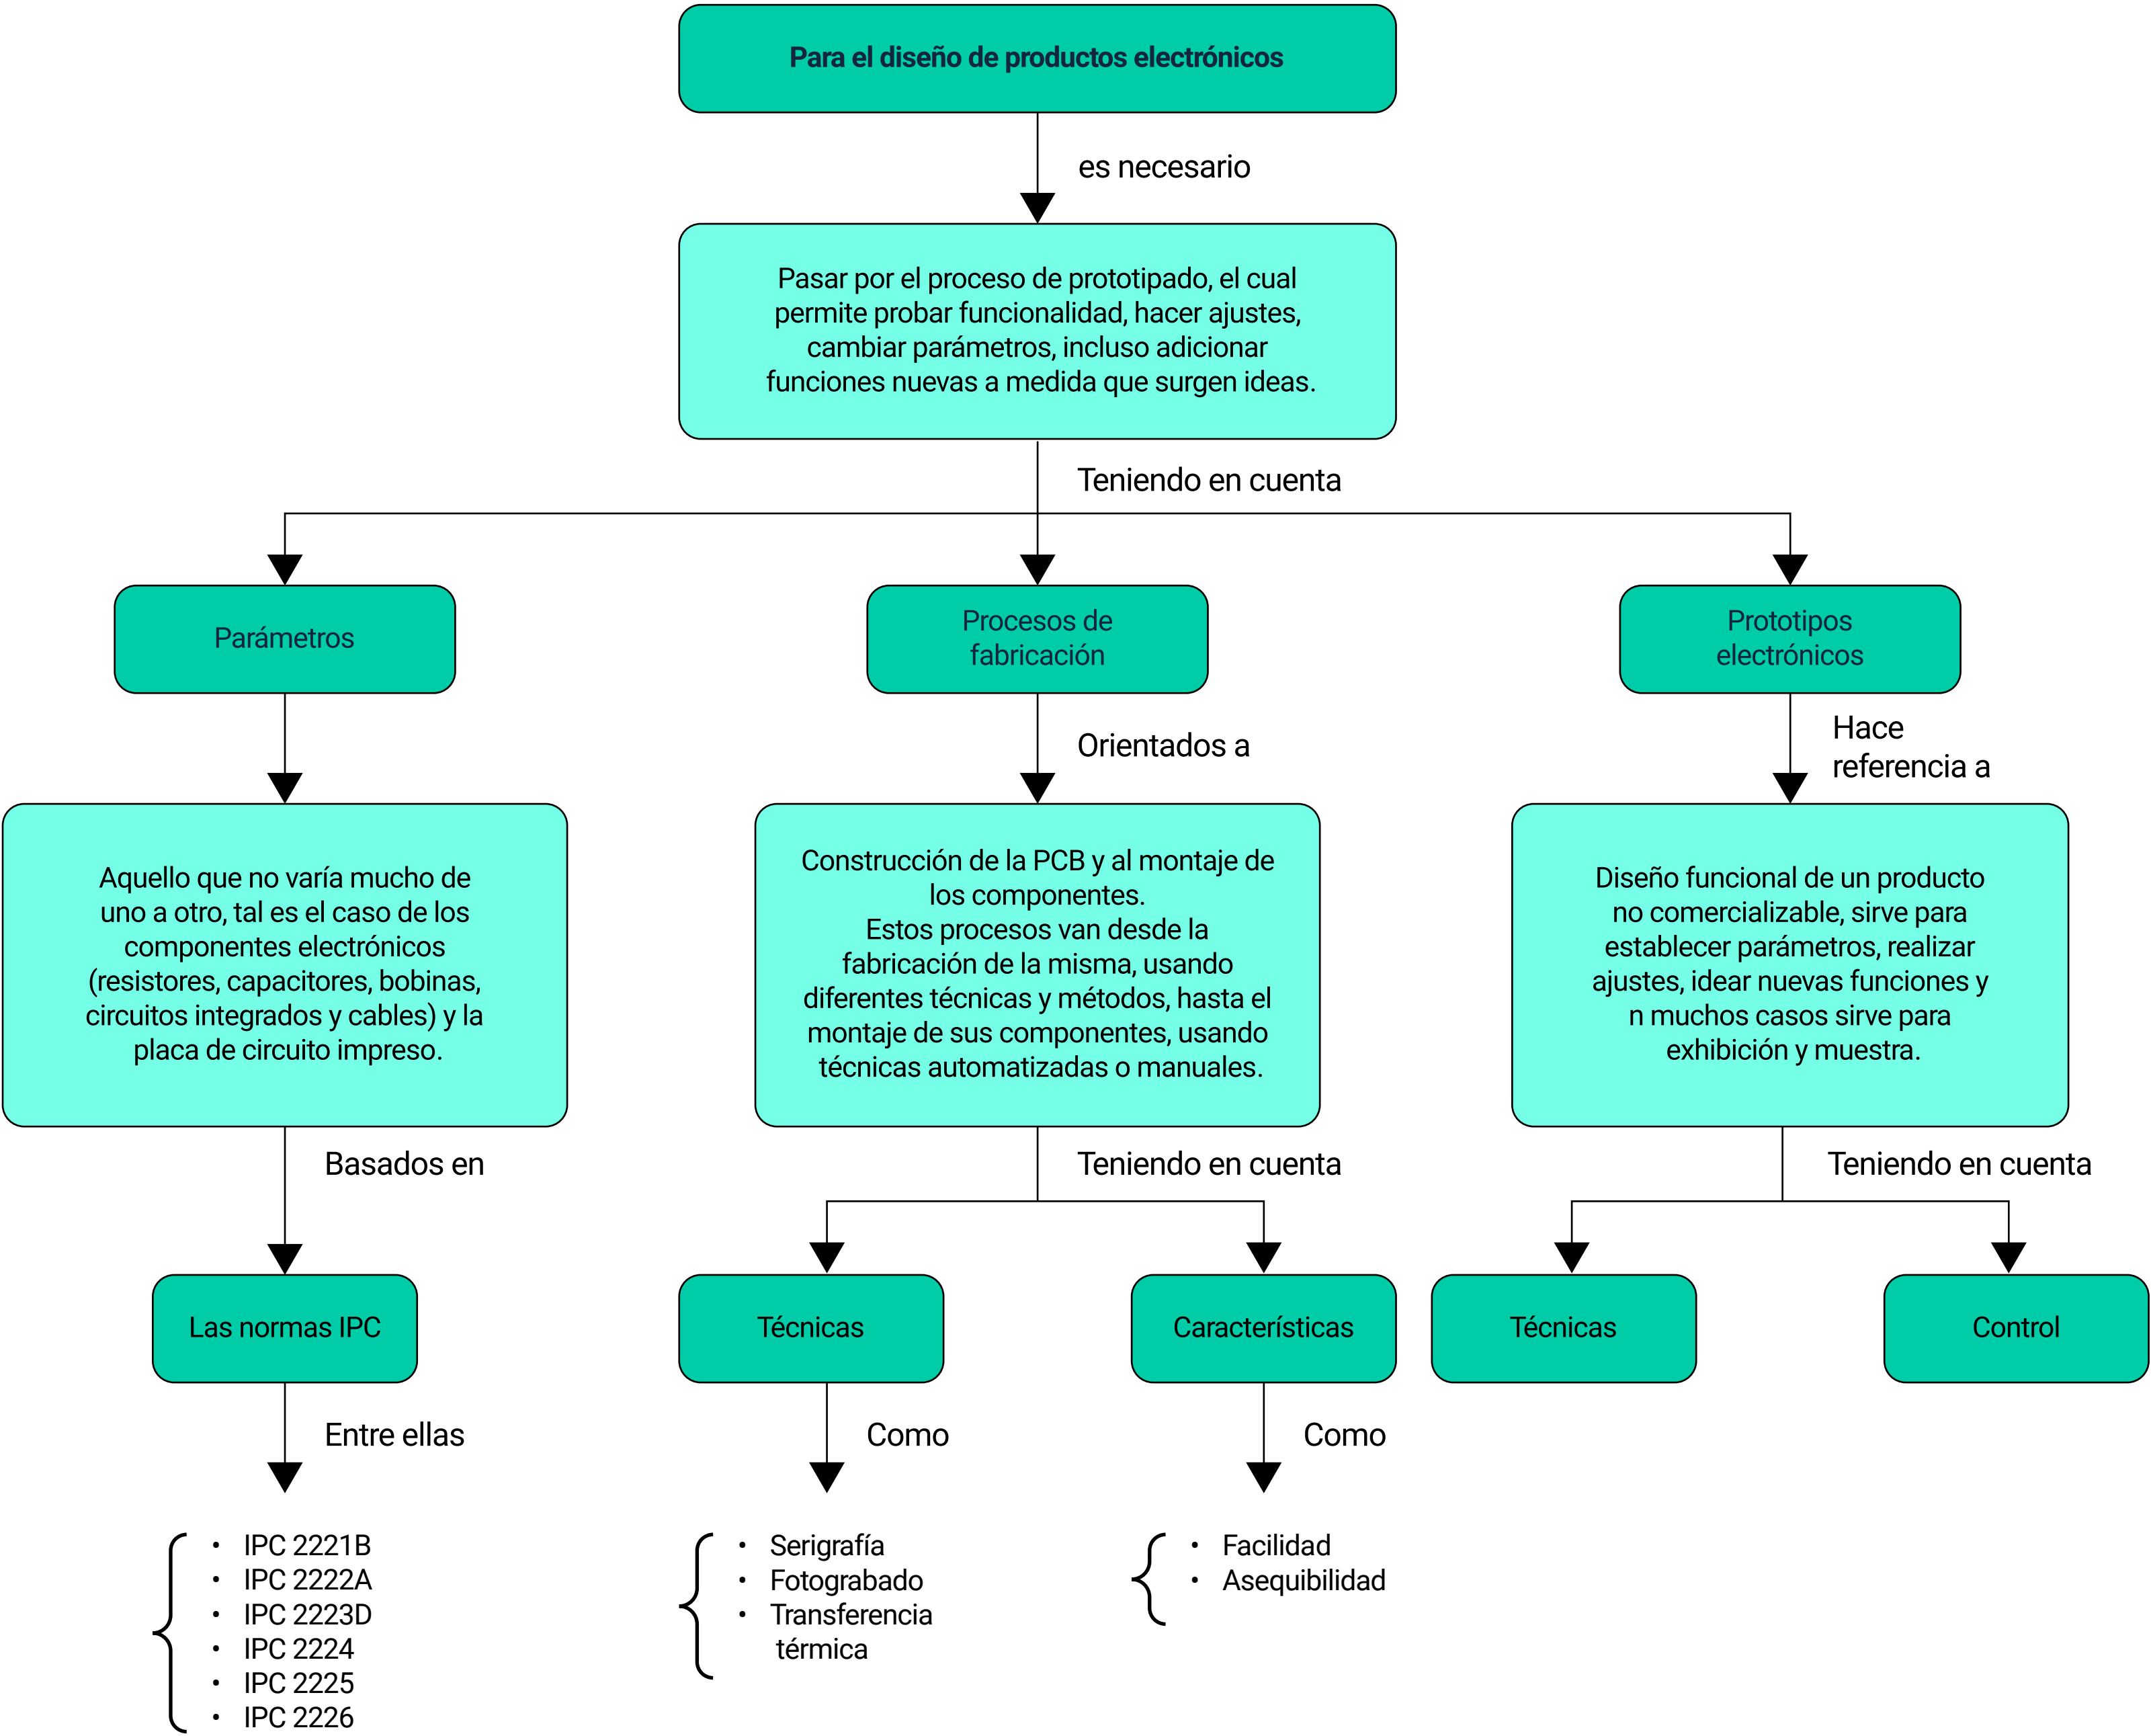 Para el diseño de productos electrónicos
es necesario
Pasar por el proceso de prototipado, el cual
permite probar funcionalidad, hacer ajustes,
cambiar parámetros, incluso adicionar
funciones nuevas a medida que surgen ideas.
Teniendo en cuenta
Parámetros
Aquello que no varía mucho de
uno a otro, tal es el caso de los
componentes electrónicos
(resistores, capacitores, bobinas,
circuitos integrados y cables) y la
placa de circuito impreso.
Basados en
Las normas IPC
Entre ellas
• IPC 2221B
• IPC 2222A
• IPC 2223D
• IPC 2224
• IPC 2225
• IPC 2226
Procesos de
fabricación
Orientados a
Construcción de la PCB y al montaje de
los componentes.
Estos procesos van desde la
fabricación de la misma, usando
diferentes técnicas y métodos, hasta el
montaje de sus componentes, usando
técnicas automatizadas o manuales.
Teniendo en cuenta
Técnicas
Como
• Serigrafía
• Fotograbado
• Transferencia
térmica
Características
Como
• Facilidad
• Asequibilidad
Prototipos
electrónicos
Hace
referencia a
Diseño funcional de un producto
no comercializable, sirve para
establecer parámetros, realizar
ajustes, idear nuevas funciones y
n muchos casos sirve para
exhibición y muestra.
Teniendo en cuenta
Técnicas
Control